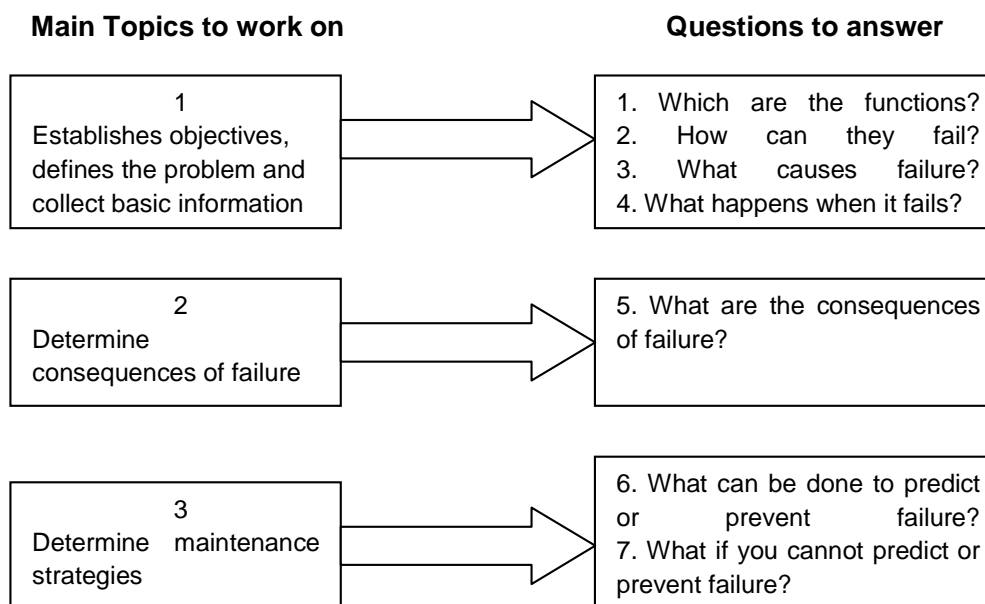 Main Topics to work on
Questions to answer
1
Establishes objectives,
defines the problem and
collect basic information
1. Which are the functions?
2. How can they fail?
3. What causes failure?
4. What happens when it fails?
2
Determine
consequences of failure
5. What are the consequences
of failure?
3
Determine maintenance
strategies
6. What can be done to predict
or prevent failure?
7. What if you cannot predict or
prevent failure?